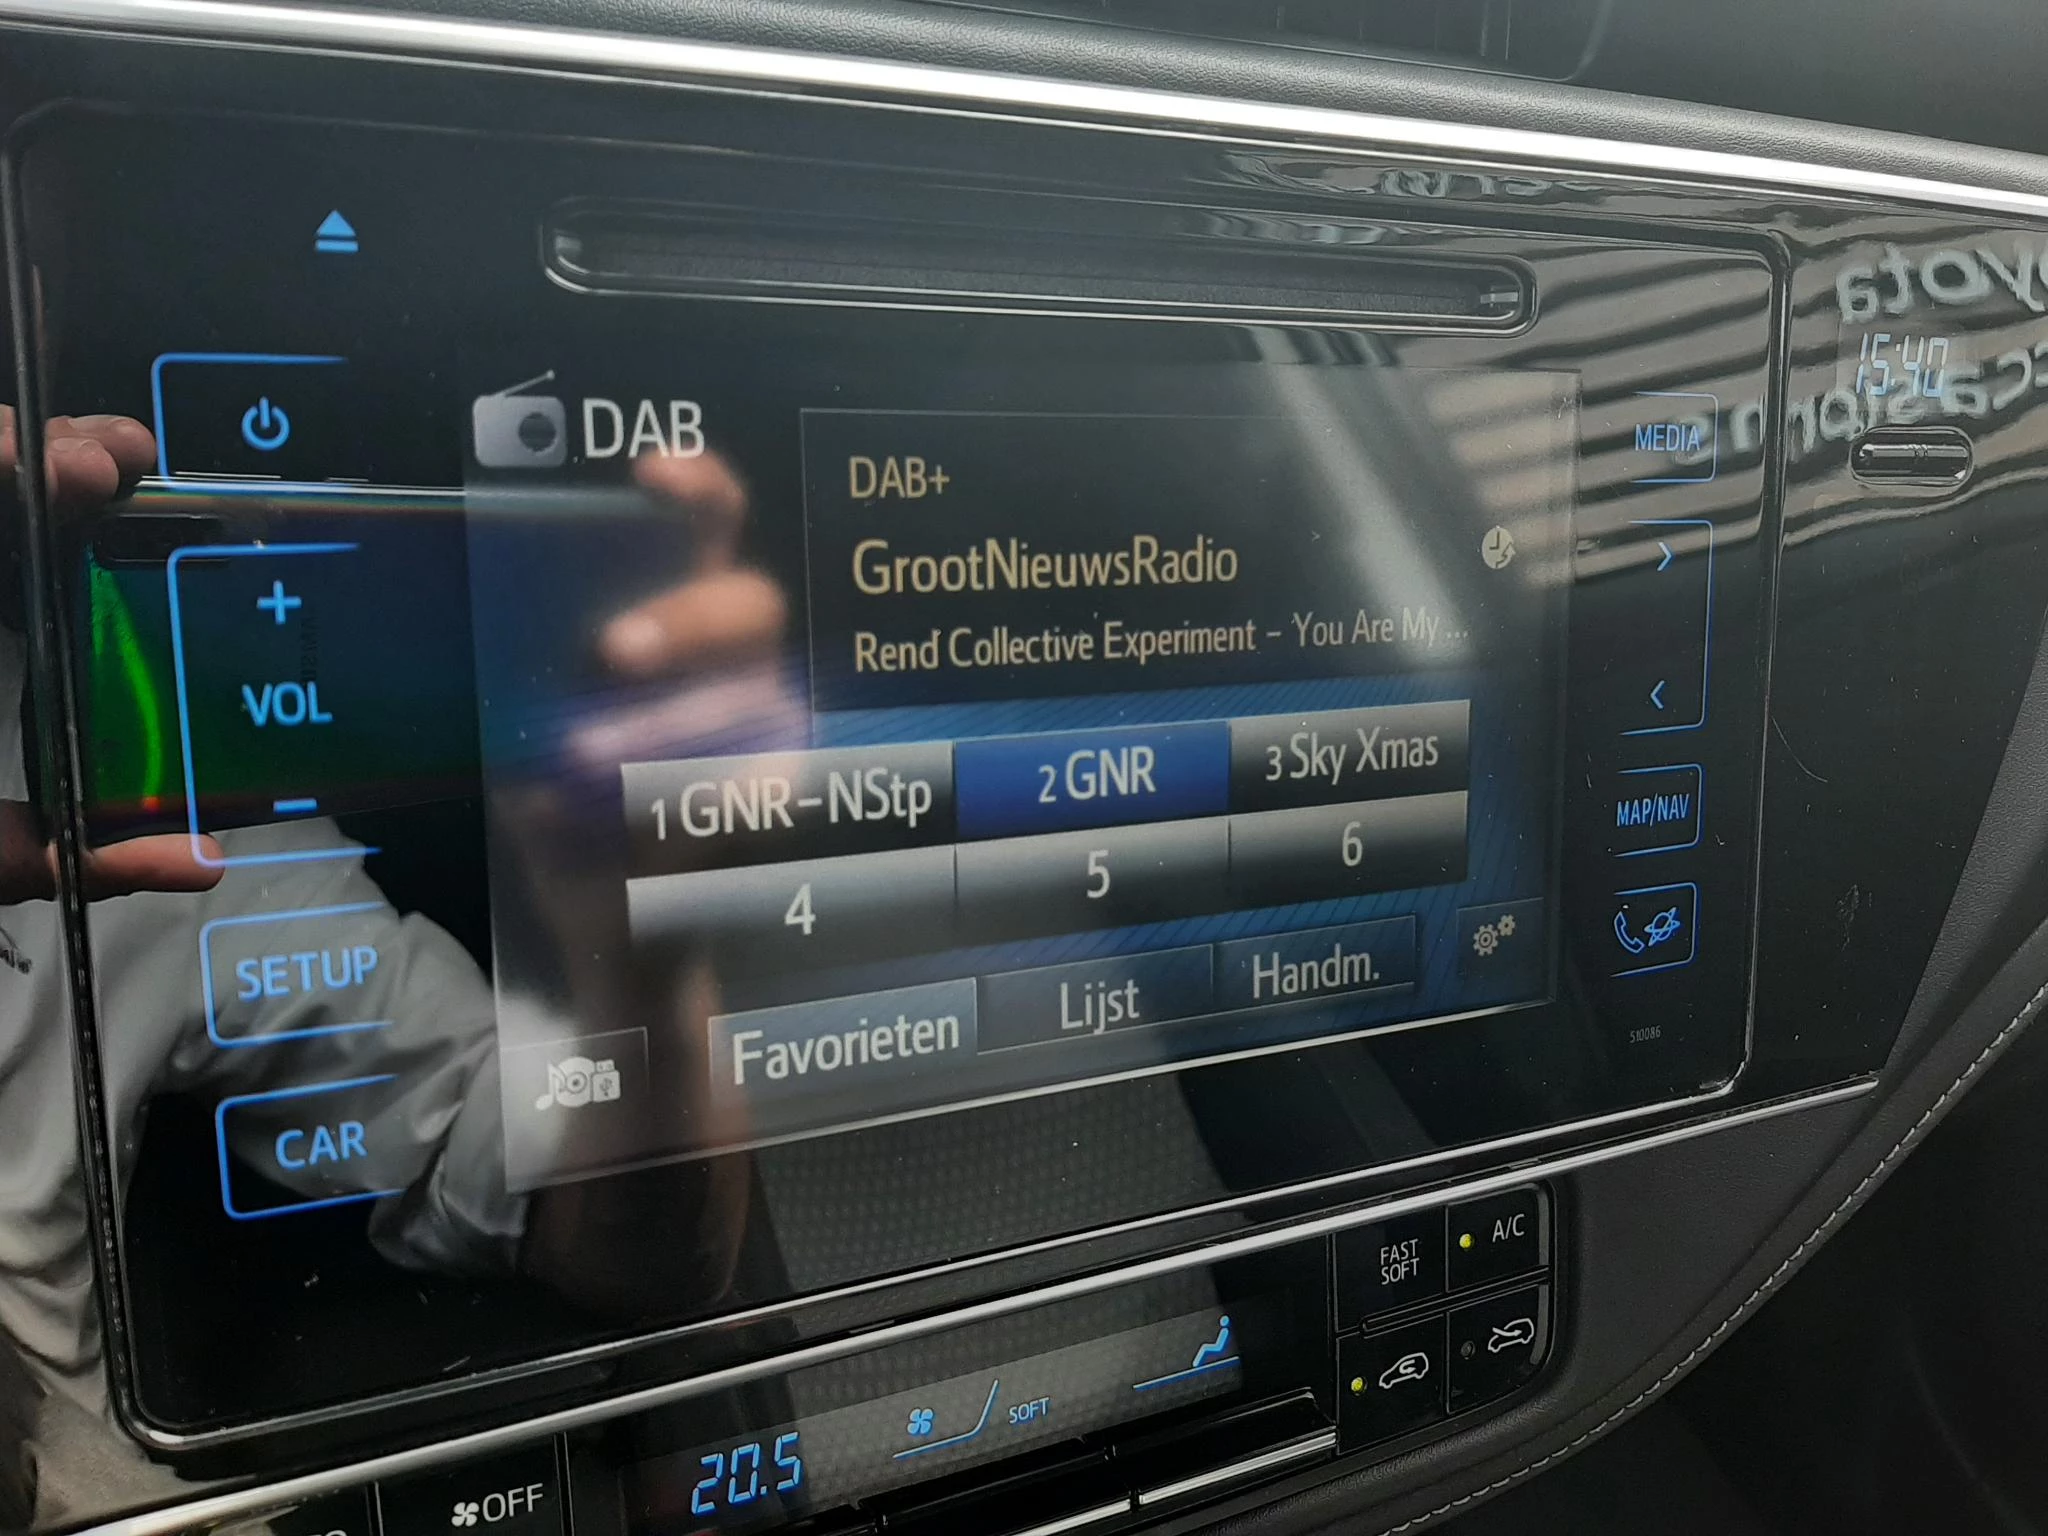 DAB
DAB+
GrootNieuwsRadio
Rend Collective Experiment – You Are My ...
1 GNR-NStp
2 GNR
3 Sky Xmas
4
5
6
Favorieten
Lijst
Handm.
+
VOL
−
SETUP
CAR
MEDIA
MAP/NAV
510086
15:40
FAST
SOFT
A/C
20.5
SOFT
OFF